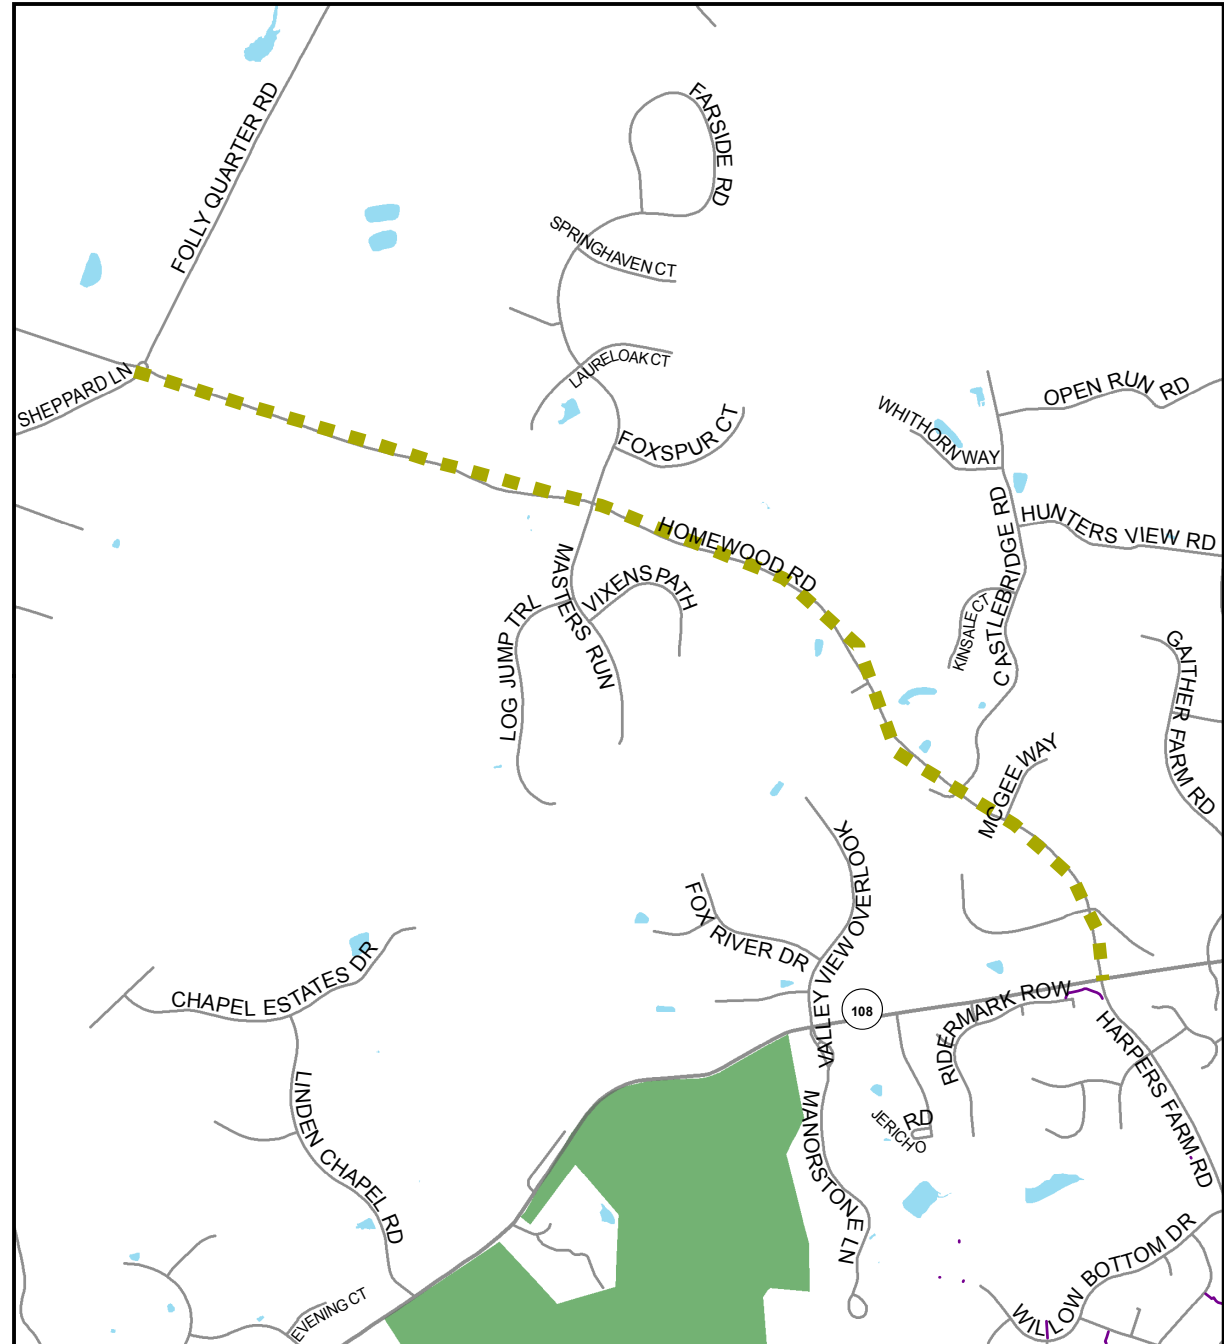 FARSIDE RD
FOLLY QUARTER RD
SPRINGHAVEN CT
LAURELOAK CT
SHEPPARD LN
OPEN RUN RD
WHITHORN WAY
FOXSPUR CT
HUNTERS VIEW RD
HOMEWOOD RD
CASTLEBRIDGE RD
MASTERS RUN
VIXENS PATH
LOG JUMP TRL
KINSALE CT
GAITHER FARM RD
MCGEE WAY
VALLEY VIEW OVERLOOK
FOX RIVER DR
CHAPEL ESTATES DR
108
RIDERMARK ROW
HARPERS FARM RD
LINDEN CHAPEL RD
MANORSTONE LN
JERICHO RD
WILLOW BOTTOM DR
EVENING CT